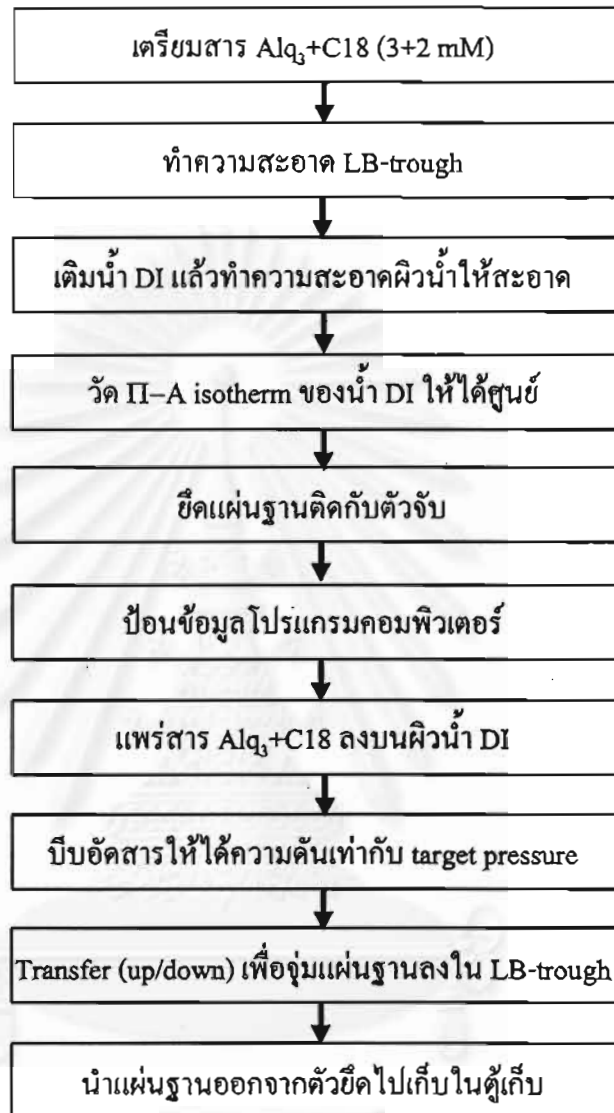 เตรียมสาร Alq₃+C18 (3+2 mM)
ทำความสะอาด LB-trough
เติมน้ำ DI แล้วทำความสะอาดผิวน้ำให้สะอาด
วัด Π–A isotherm ของน้ำ DI ให้ได้ศูนย์
ยึดแผ่นฐานติดกับตัวจับ
ป้อนข้อมูลโปรแกรมคอมพิวเตอร์
แพร่สาร Alq₃+C18 ลงบนผิวน้ำ DI
บีบอัดสารให้ได้ความดันเท่ากับ target pressure
Transfer (up/down) เพื่อจุ่มแผ่นฐานลงใน LB-trough
นำแผ่นฐานออกจากตัวยึดไปเก็บในตู้เก็บ